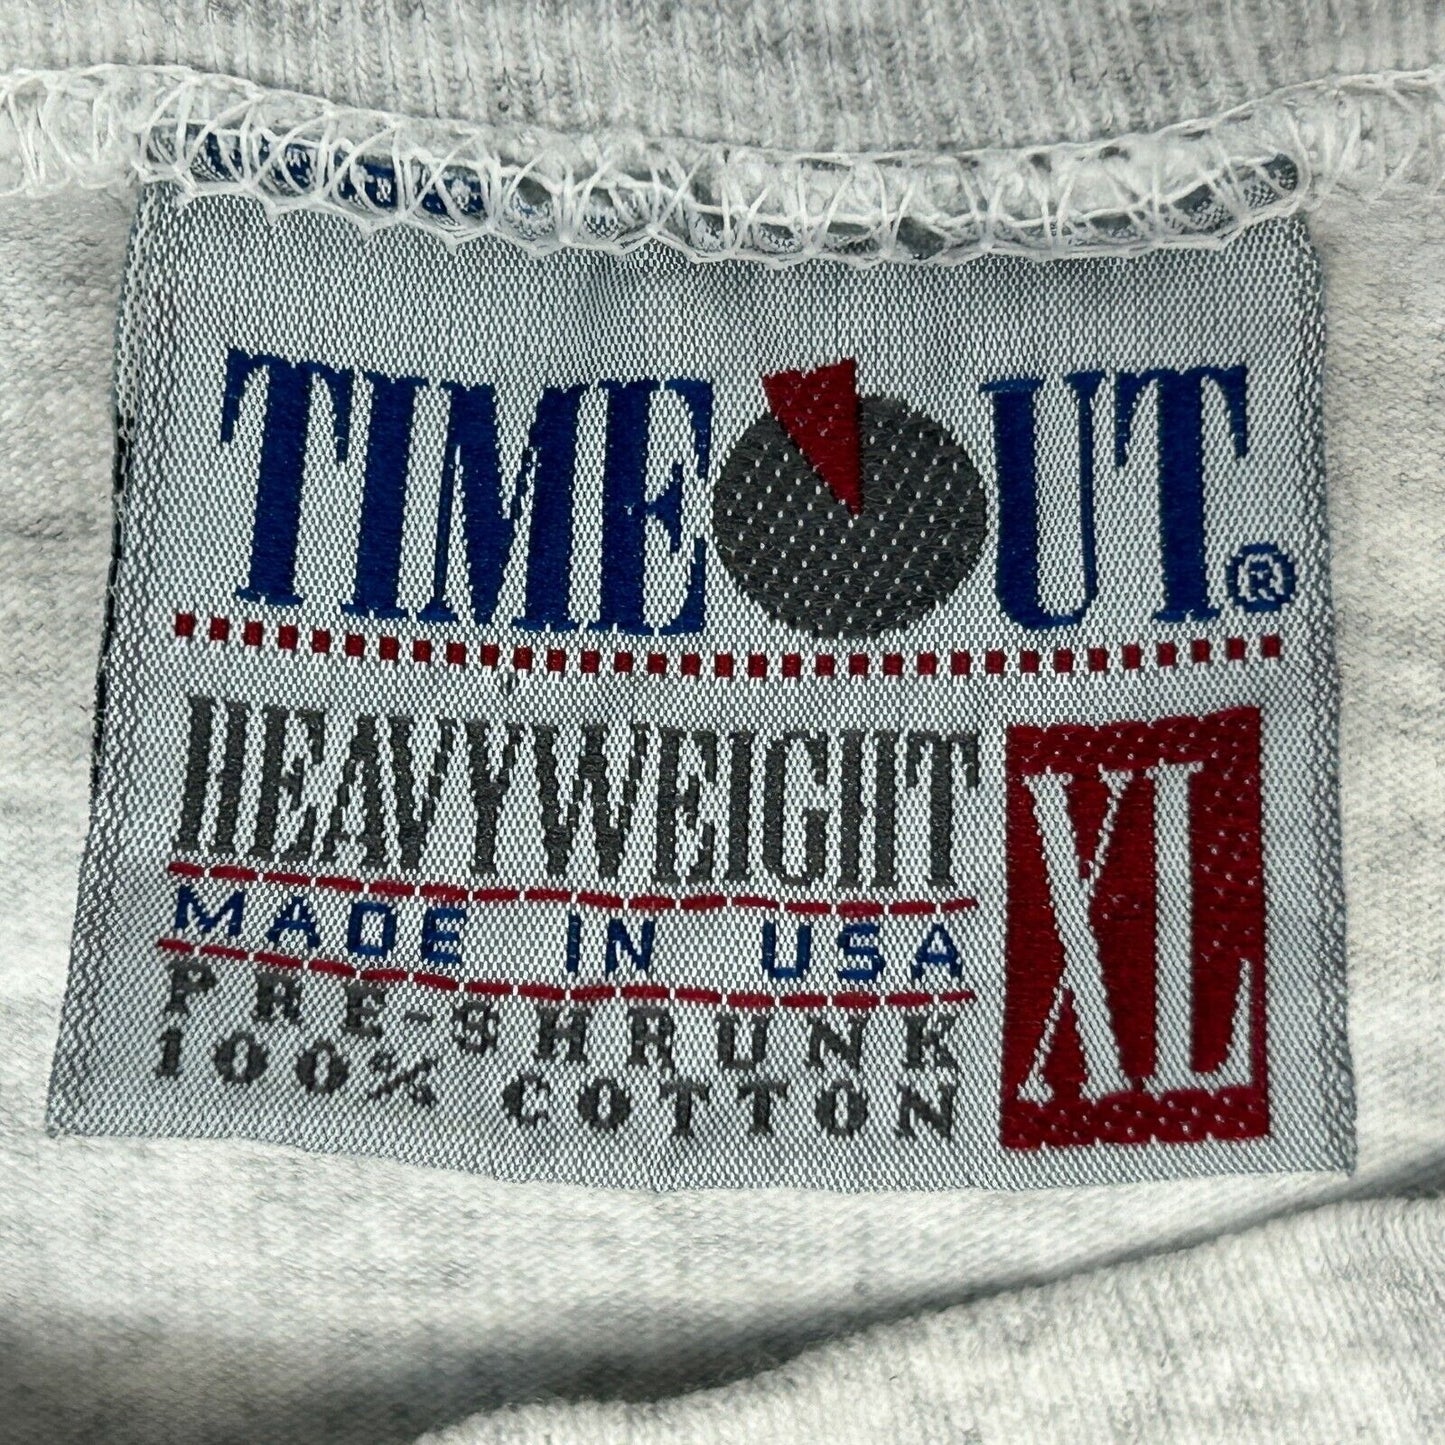 TIME OUT®
HEAVYWEIGHT
MADE IN USA
PRE-SHRUNK
100% COTTON
XL